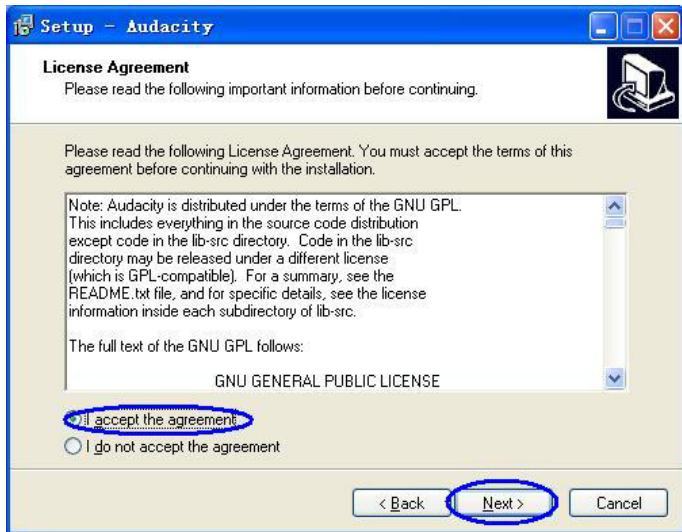 Setup - Audacity
License Agreement
Please read the following important information before continuing.
Please read the following License Agreement. You must accept the terms of this
agreement before continuing with the installation.
Note: Audacity is distributed under the terms of the GNU GPL.
This includes everything in the source code distribution
except code in the lib-src directory.  Code in the lib-src
directory may be released under a different license
(which is GPL-compatible).  For a summary, see the
README.txt file, and for specific details, see the license
information inside each subdirectory of lib-src.
The full text of the GNU GPL follows:
GNU GENERAL PUBLIC LICENSE
I accept the agreement
I do not accept the agreement
< Back
Next >
Cancel